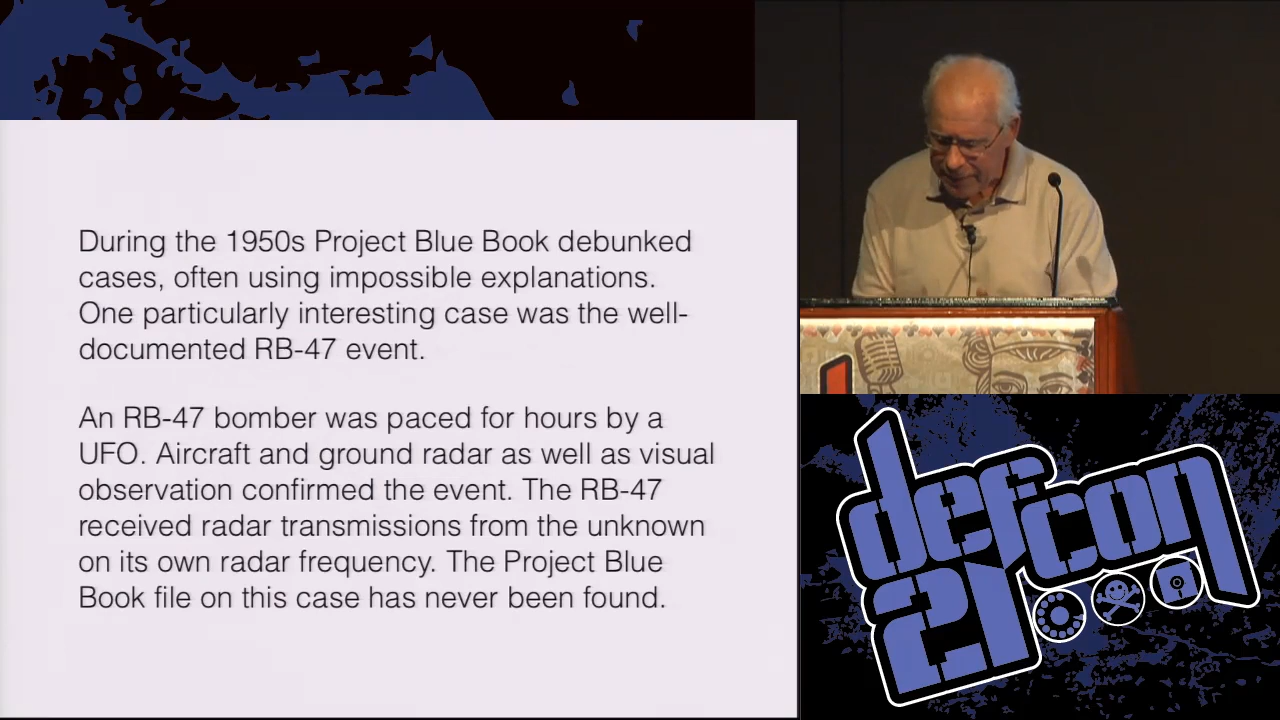 During the 1950s Project Blue Book debunked
cases, often using impossible explanations.
One particularly interesting case was the well-
documented RB-47 event.
An RB-47 bomber was paced for hours by a
UFO. Aircraft and ground radar as well as visual
observation confirmed the event. The RB-47
received radar transmissions from the unknown
on its own radar frequency. The Project Blue
Book file on this case has never been found.
defcon
21